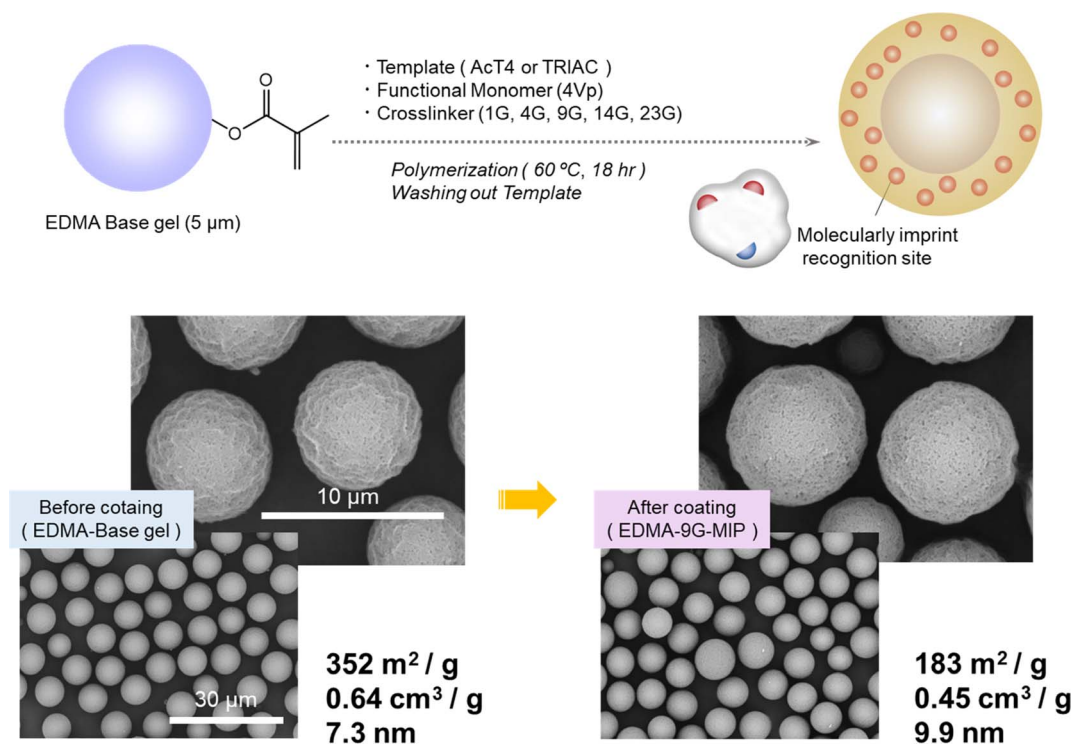 O
O
· Template ( AcT4 or TRIAC )
· Functional Monomer (4Vp)
· Crosslinker (1G, 4G, 9G, 14G, 23G)
Polymerization ( 60 ºC, 18 hr )
Washing out Template
EDMA Base gel (5 μm)
Molecularly imprint
recognition site
10 μm
Before cotaing
( EDMA-Base gel )
30 μm
352 m² / g
0.64 cm³ / g
7.3 nm
After coating
( EDMA-9G-MIP )
183 m² / g
0.45 cm³ / g
9.9 nm